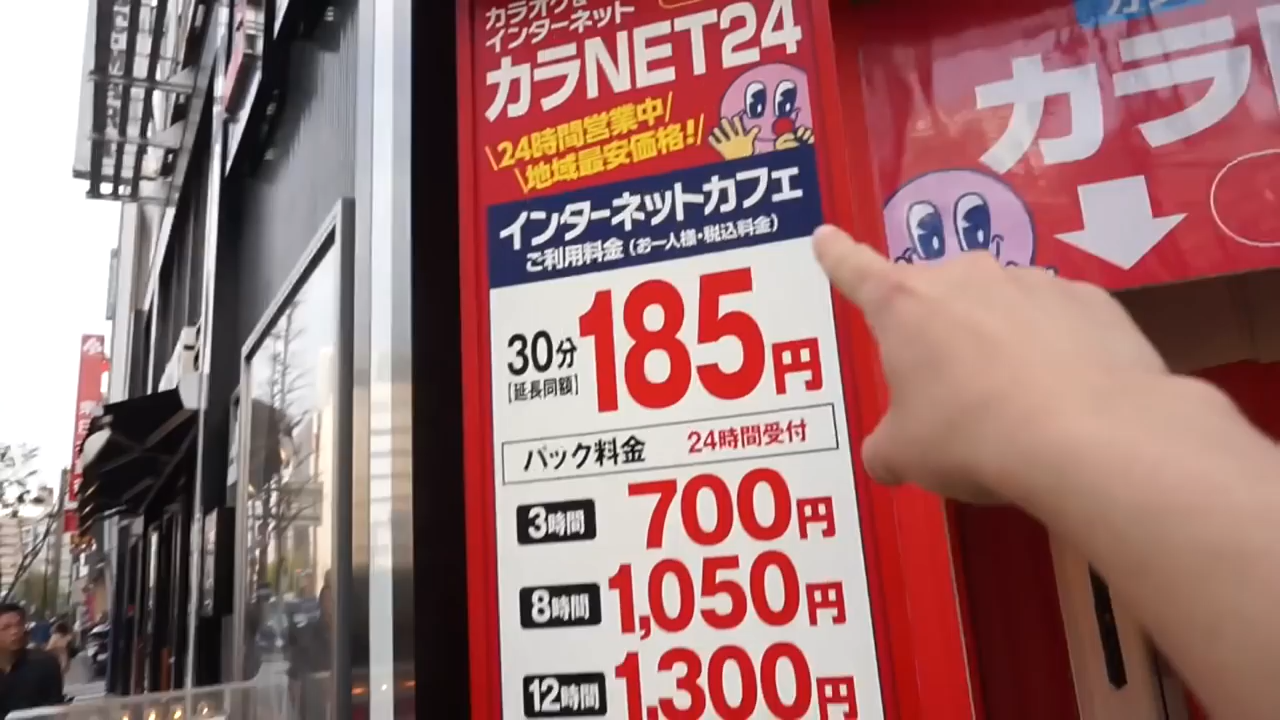 カラオケ&
インターネット
カラNET24
\24時間営業中/
\地域最安価格!/
インターネットカフェ
ご利用料金(お一人様・税込料金)
30分
[延長同額]
185円
パック料金 24時間受付
3時間 700円
8時間 1,050円
12時間 1,300円
カラ